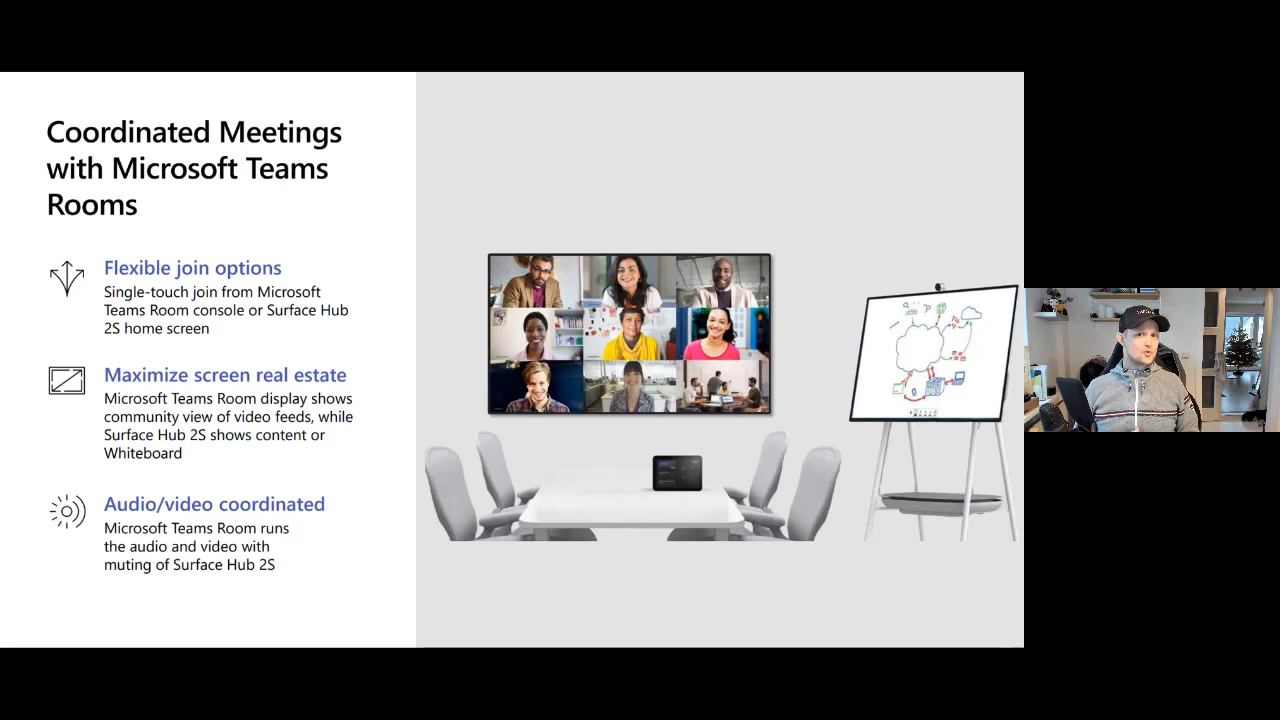 Coordinated Meetings
with Microsoft Teams
Rooms
Flexible join options
Single-touch join from Microsoft
Teams Room console or Surface Hub
2S home screen
Maximize screen real estate
Microsoft Teams Room display shows
community view of video feeds, while
Surface Hub 2S shows content or
Whiteboard
Audio/video coordinated
Microsoft Teams Room runs
the audio and video with
muting of Surface Hub 2S